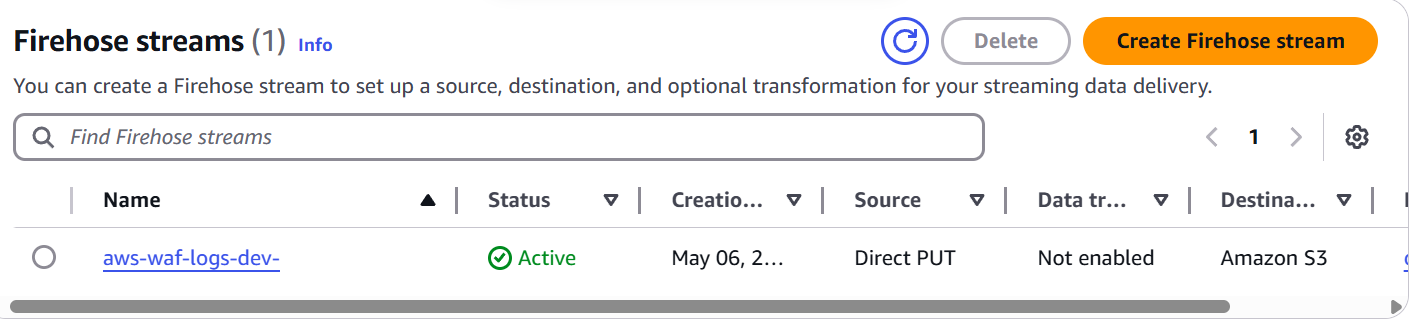 Firehose streams (1) Info Delete Create Firehose stream
You can create a Firehose stream to set up a source, destination, and optional transformation for your streaming data delivery.
Find Firehose streams 1
Name Status Creatio... Source Data tr... Destina...
aws-waf-logs-dev- Active May 06, 2... Direct PUT Not enabled Amazon S3